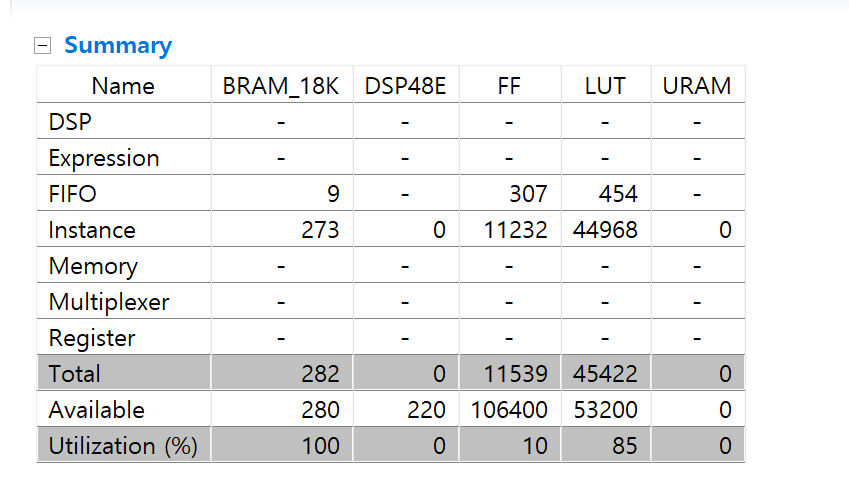 Summary
Name BRAM_18K DSP48E FF LUT URAM
DSP - - - - -
Expression - - - - -
FIFO 9 - 307 454 -
Instance 273 0 11232 44968 0
Memory - - - - -
Multiplexer - - - - -
Register - - - - -
Total 282 0 11539 45422 0
Available 280 220 106400 53200 0
Utilization (%) 100 0 10 85 0